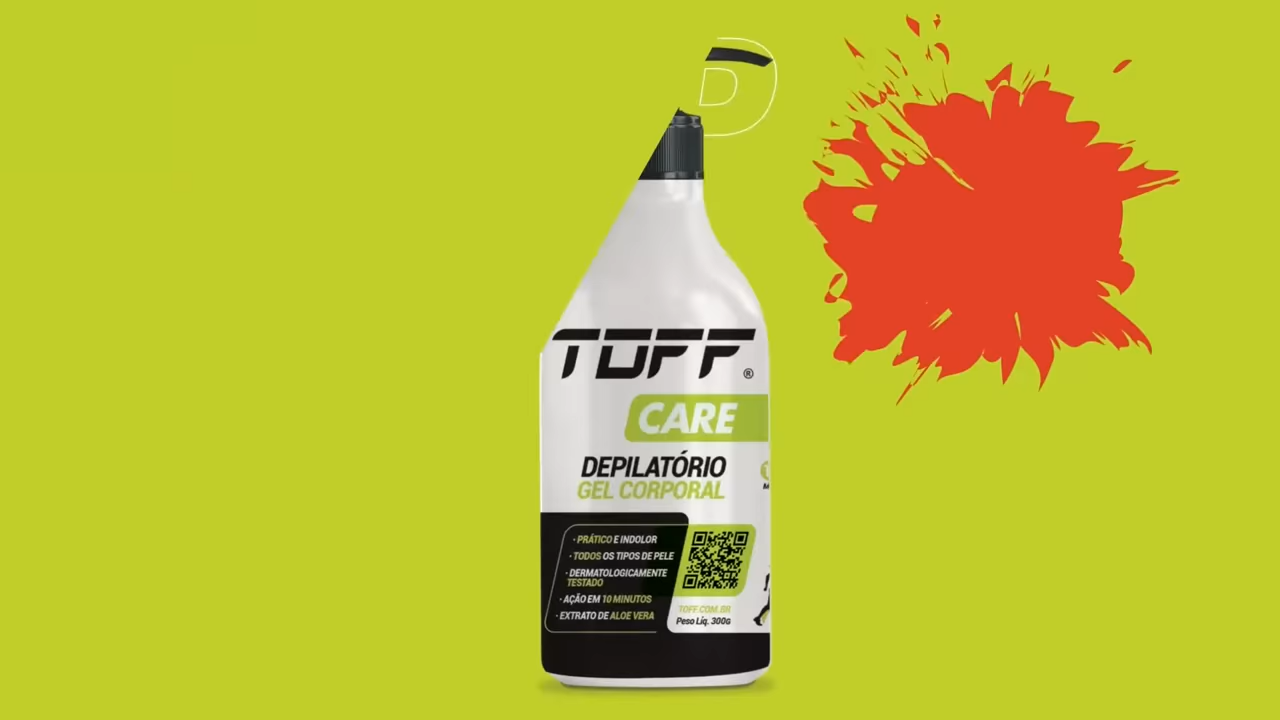 D
TOFF®
CARE
DEPILATÓRIO
GEL CORPORAL
· PRÁTICO E INDOLOR
· TODOS OS TIPOS DE PELE
· DERMATOLOGICAMENTE
TESTADO
· AÇÃO EM 10 MINUTOS
· EXTRATO DE ALOE VERA
TOFF.COM.BR
Peso Líq. 300G